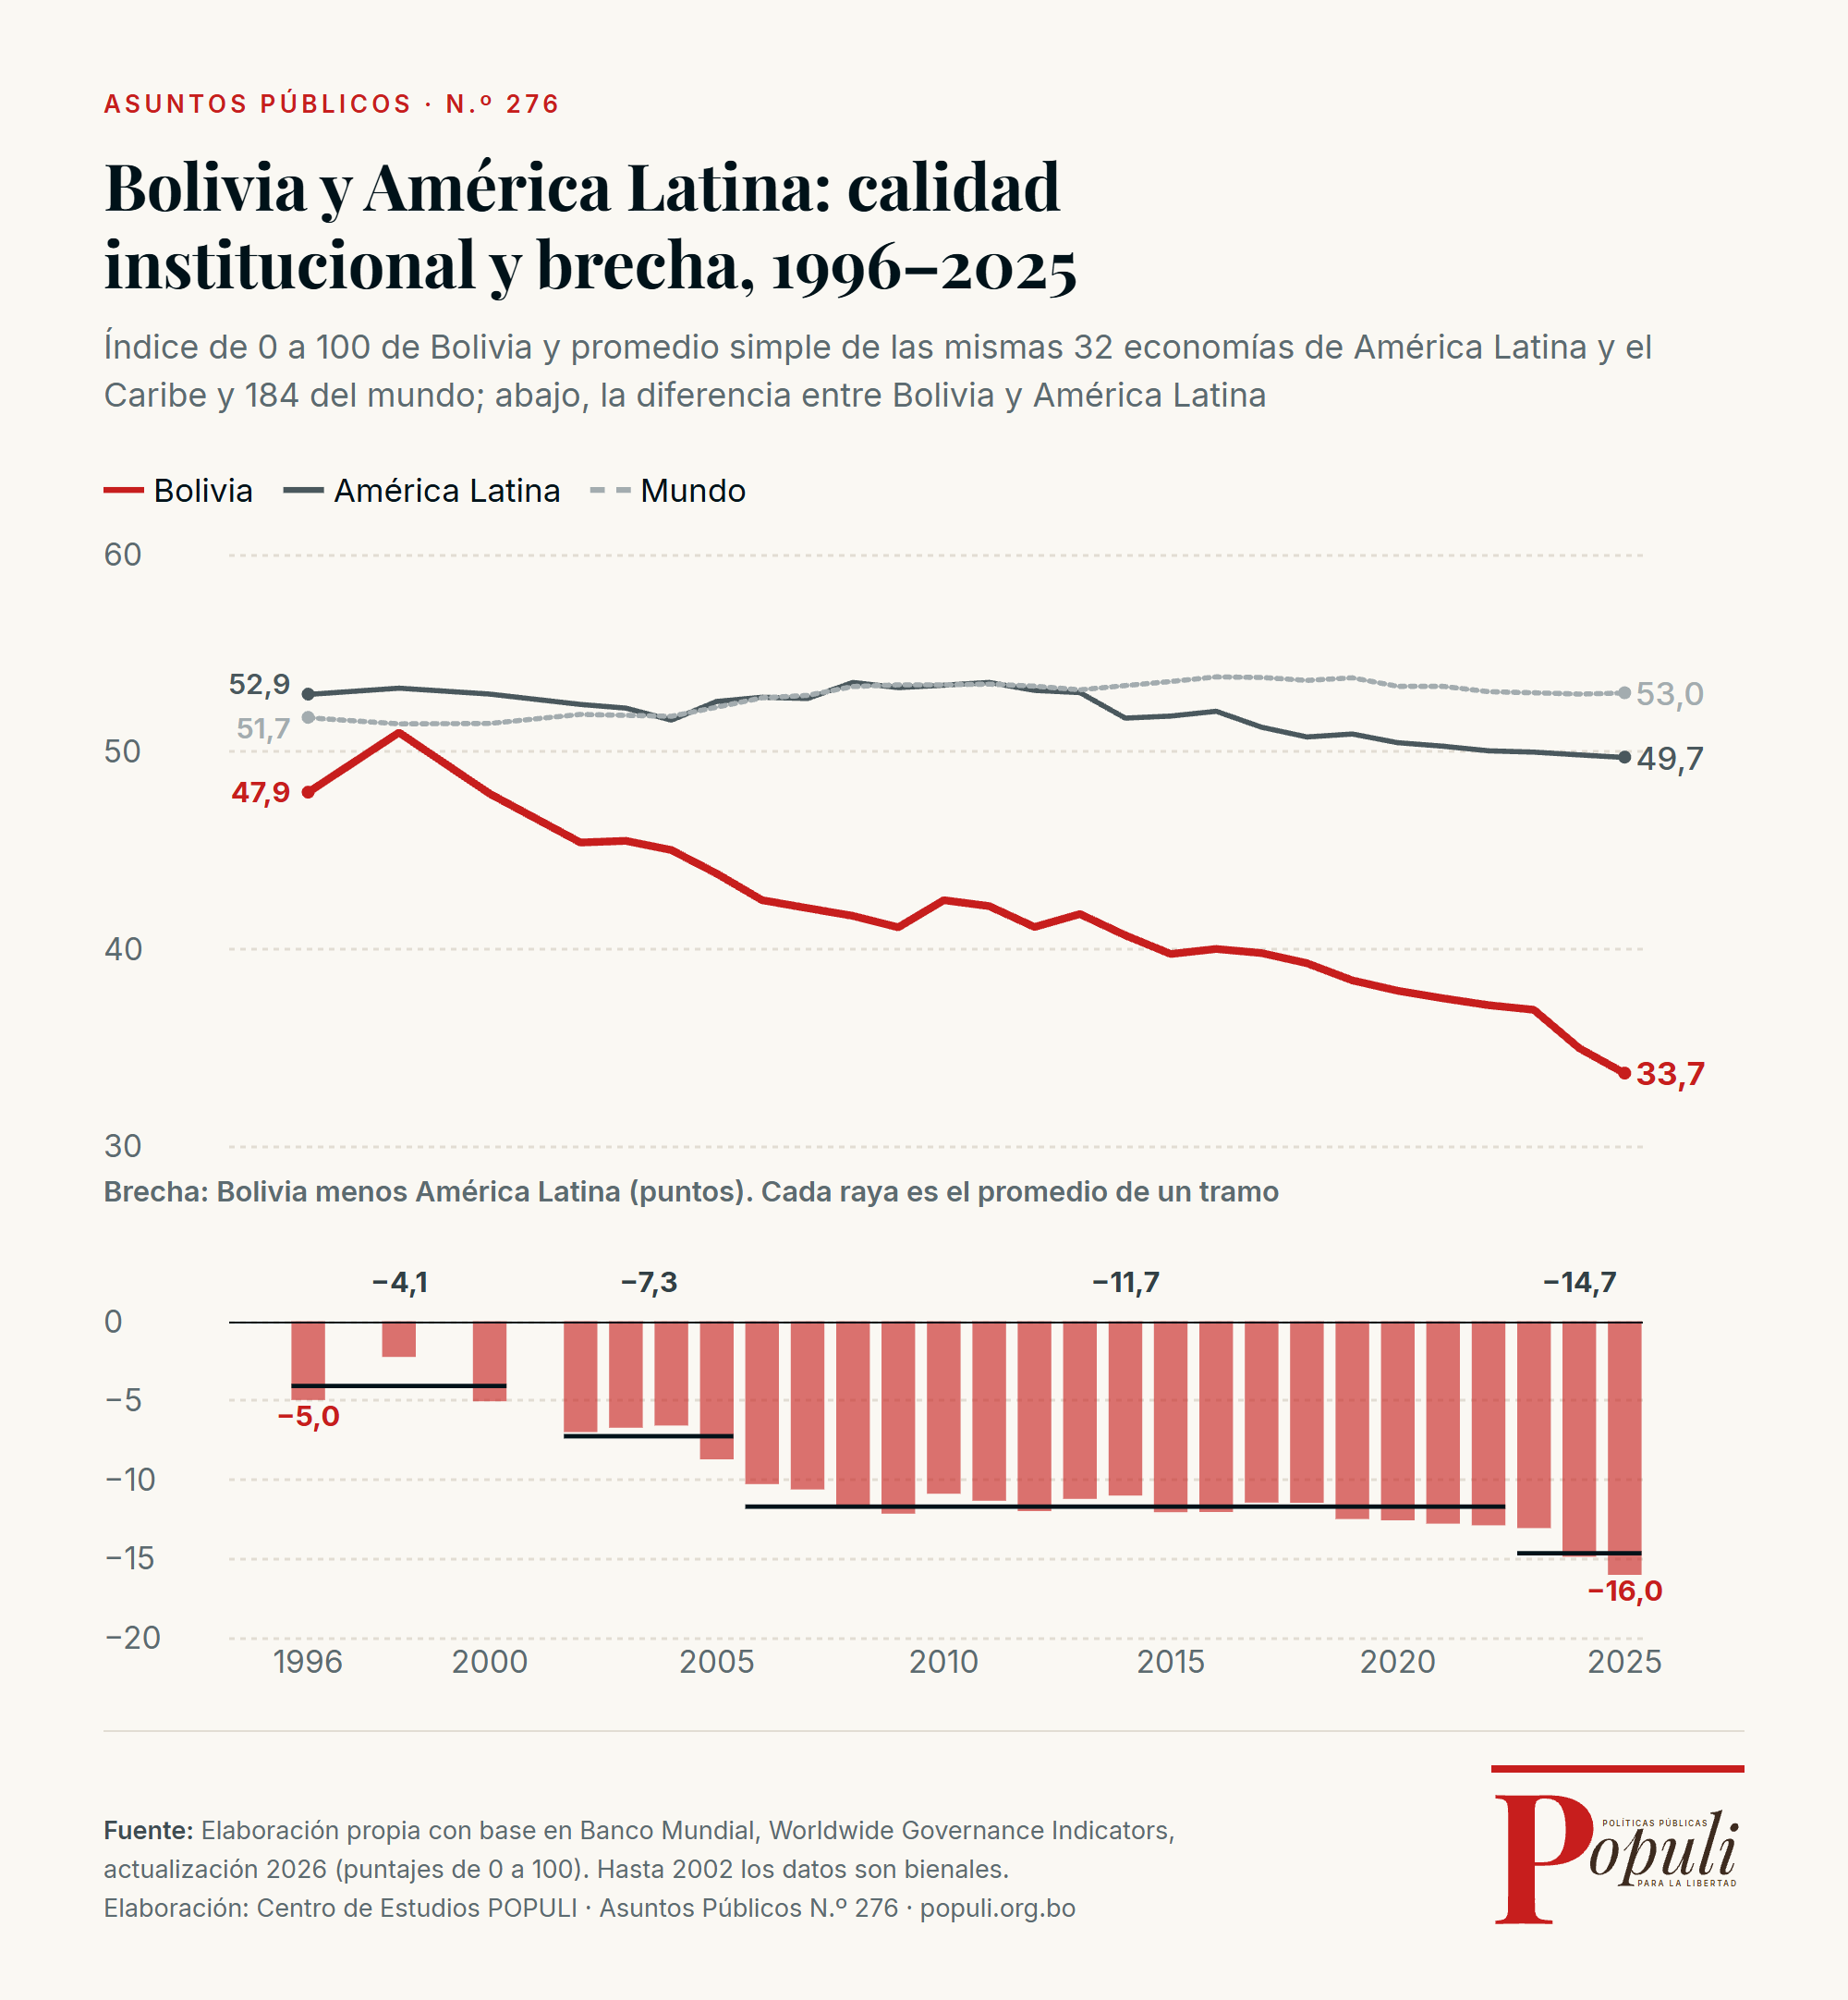 ASUNTOS PÚBLICOS · N.º 276
Bolivia y América Latina: calidad
institucional y brecha, 1996–2025
Índice de 0 a 100 de Bolivia y promedio simple de las mismas 32 economías de América Latina y el
Caribe y 184 del mundo; abajo, la diferencia entre Bolivia y América Latina
Bolivia América Latina Mundo
60
52,9
51,7
53,0
50
49,7
47,9
40
33,7
30
Brecha: Bolivia menos América Latina (puntos). Cada raya es el promedio de un tramo
−4,1 −7,3 −11,7 −14,7
0
−5
−5,0
−10
−15
−16,0
−20
1996 2000 2005 2010 2015 2020 2025
Fuente: Elaboración propia con base en Banco Mundial, Worldwide Governance Indicators,
actualización 2026 (puntajes de 0 a 100). Hasta 2002 los datos son bienales.
Elaboración: Centro de Estudios POPULI · Asuntos Públicos N.º 276 · populi.org.bo
POLÍTICAS PÚBLICAS
Populi
PARA LA LIBERTAD